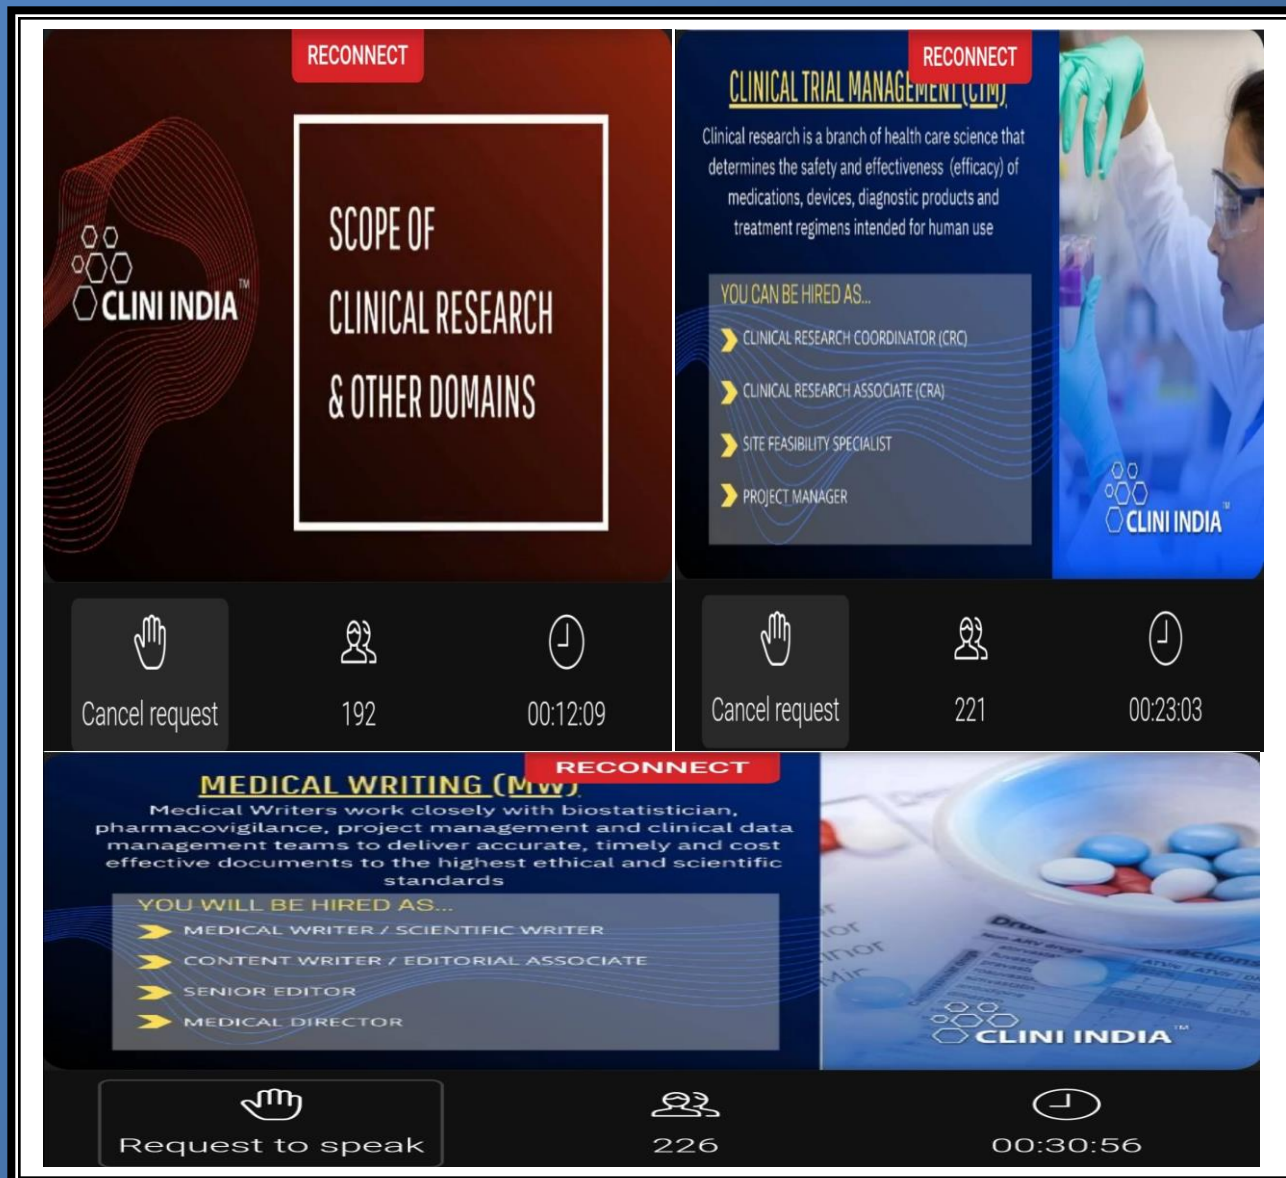 RECONNECT
CLINI INDIA™
SCOPE OF
CLINICAL RESEARCH
& OTHER DOMAINS
Cancel request
192
00:12:09
RECONNECT
CLINICAL TRIAL MANAGEMENT (CTM)
Clinical research is a branch of health care science that
determines the safety and effectiveness (efficacy) of
medications, devices, diagnostic products and
treatment regimens intended for human use
YOU CAN BE HIRED AS...
CLINICAL RESEARCH COORDINATOR (CRC)
CLINICAL RESEARCH ASSOCIATE (CRA)
SITE FEASIBILITY SPECIALIST
PROJECT MANAGER
CLINI INDIA™
Cancel request
221
00:23:03
RECONNECT
MEDICAL WRITING (MW)
Medical Writers work closely with biostatistician,
pharmacovigilance, project management and clinical data
management teams to deliver accurate, timely and cost
effective documents to the highest ethical and scientific
standards
YOU WILL BE HIRED AS...
MEDICAL WRITER / SCIENTIFIC WRITER
CONTENT WRITER / EDITORIAL ASSOCIATE
SENIOR EDITOR
MEDICAL DIRECTOR
CLINI INDIA™
Request to speak
226
00:30:56